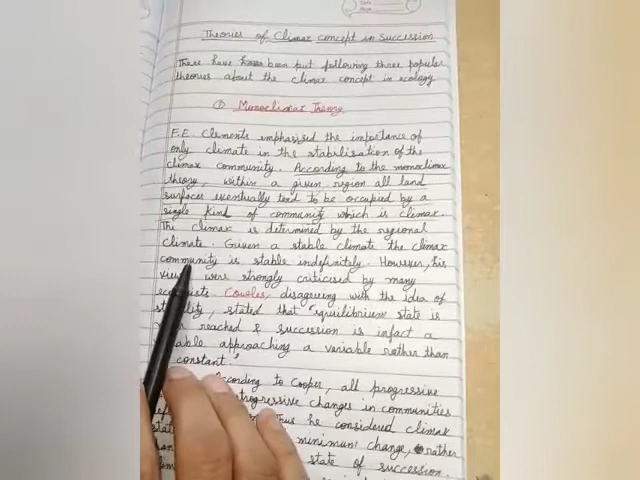 Theories of Climax concept in Succession
There have been put following three popular
theories about the climax concept in ecology
① Monoclimax Theory
F.E. Clements emphasised the importance of
only climate in the stabilisation of the
climax community. According to the monoclimax
theory, within a given region all land
surfaces eventually tend to be occupied by a
single kind of community which is climax.
The climax is determined by the regional
climate. Given a stable climate the climax
community is stable indefinitely. However, his
views were strongly criticised by many
Cowles, disagreeing with the idea of
stated that "equilibrium state is
reached & succession is infact a
approaching a variable rather than
constant."
According to Cooper, all progressive
changes in communities
Thus he considered climax
minimum change, rather
state of succession.